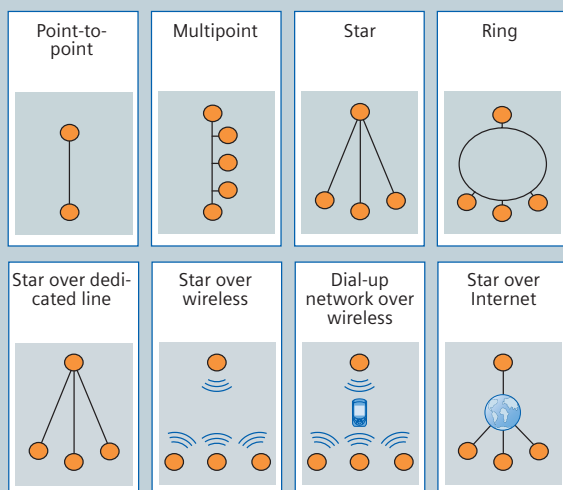 Point-to-
point
Multipoint
Star
Ring
Star over dedi-
cated line
Star over
wireless
Dial-up
network over
wireless
Star over
Internet